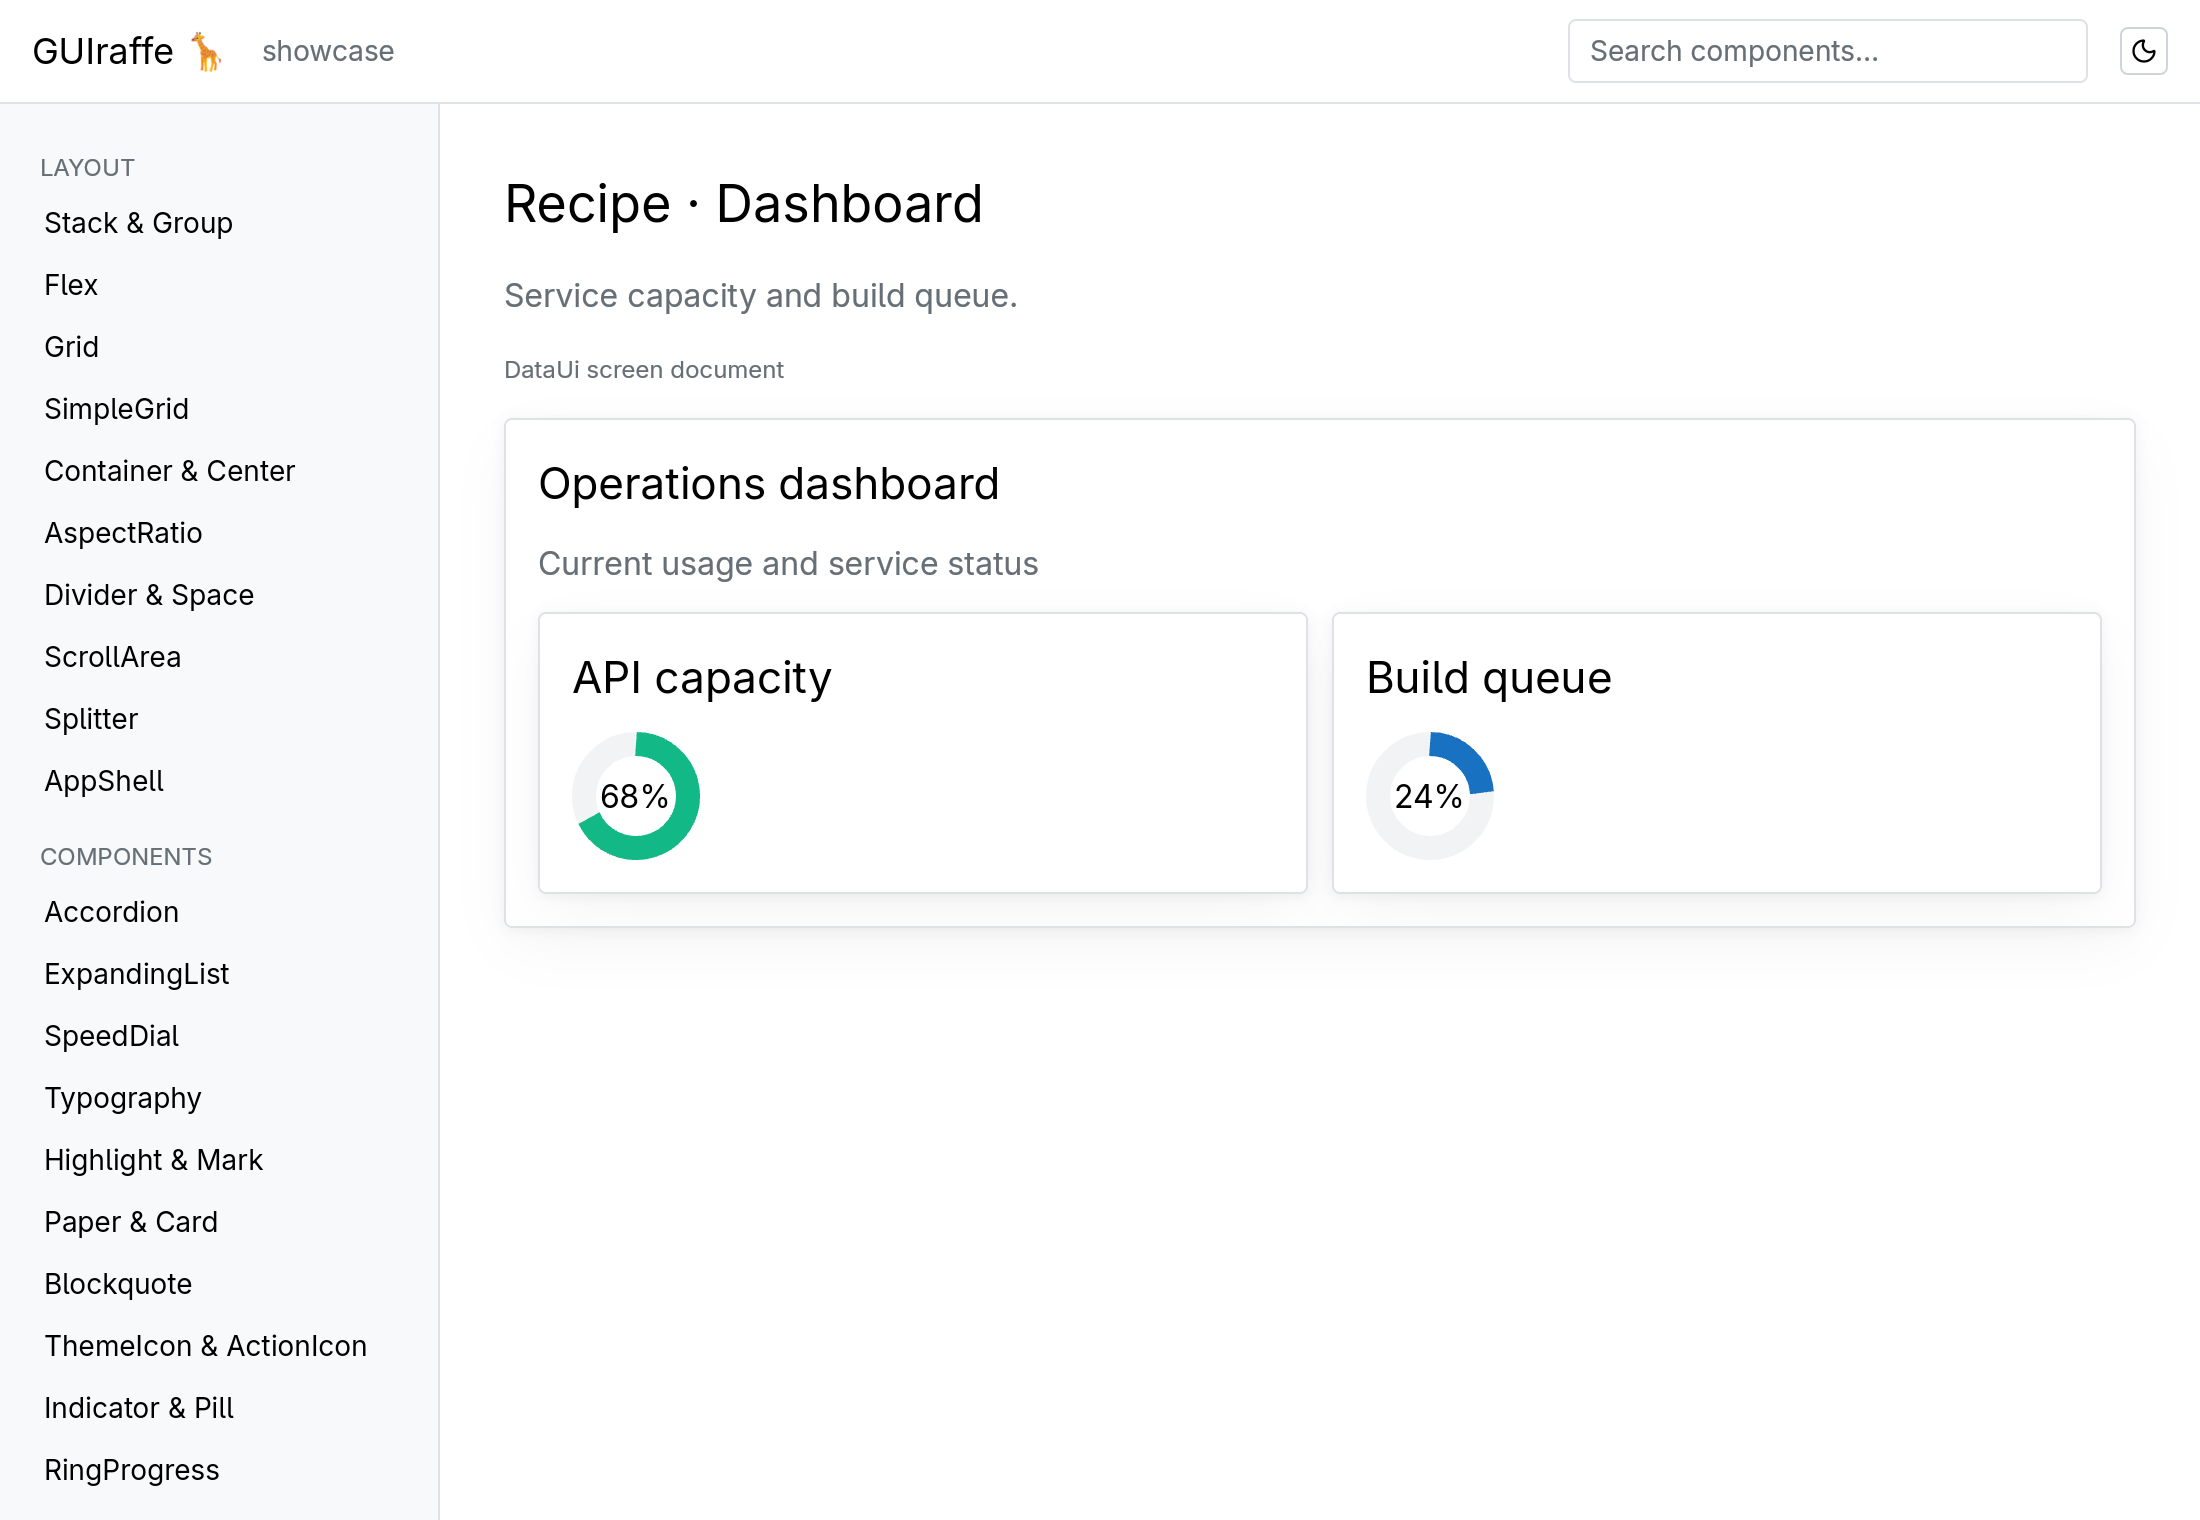 GUIraffe 🦒 showcase
Search components...
LAYOUT
Stack & Group
Flex
Grid
SimpleGrid
Container & Center
AspectRatio
Divider & Space
ScrollArea
Splitter
AppShell
COMPONENTS
Accordion
ExpandingList
SpeedDial
Typography
Highlight & Mark
Paper & Card
Blockquote
ThemeIcon & ActionIcon
Indicator & Pill
RingProgress
Recipe · Dashboard
Service capacity and build queue.
DataUi screen document
Operations dashboard
Current usage and service status
API capacity
68%
Build queue
24%